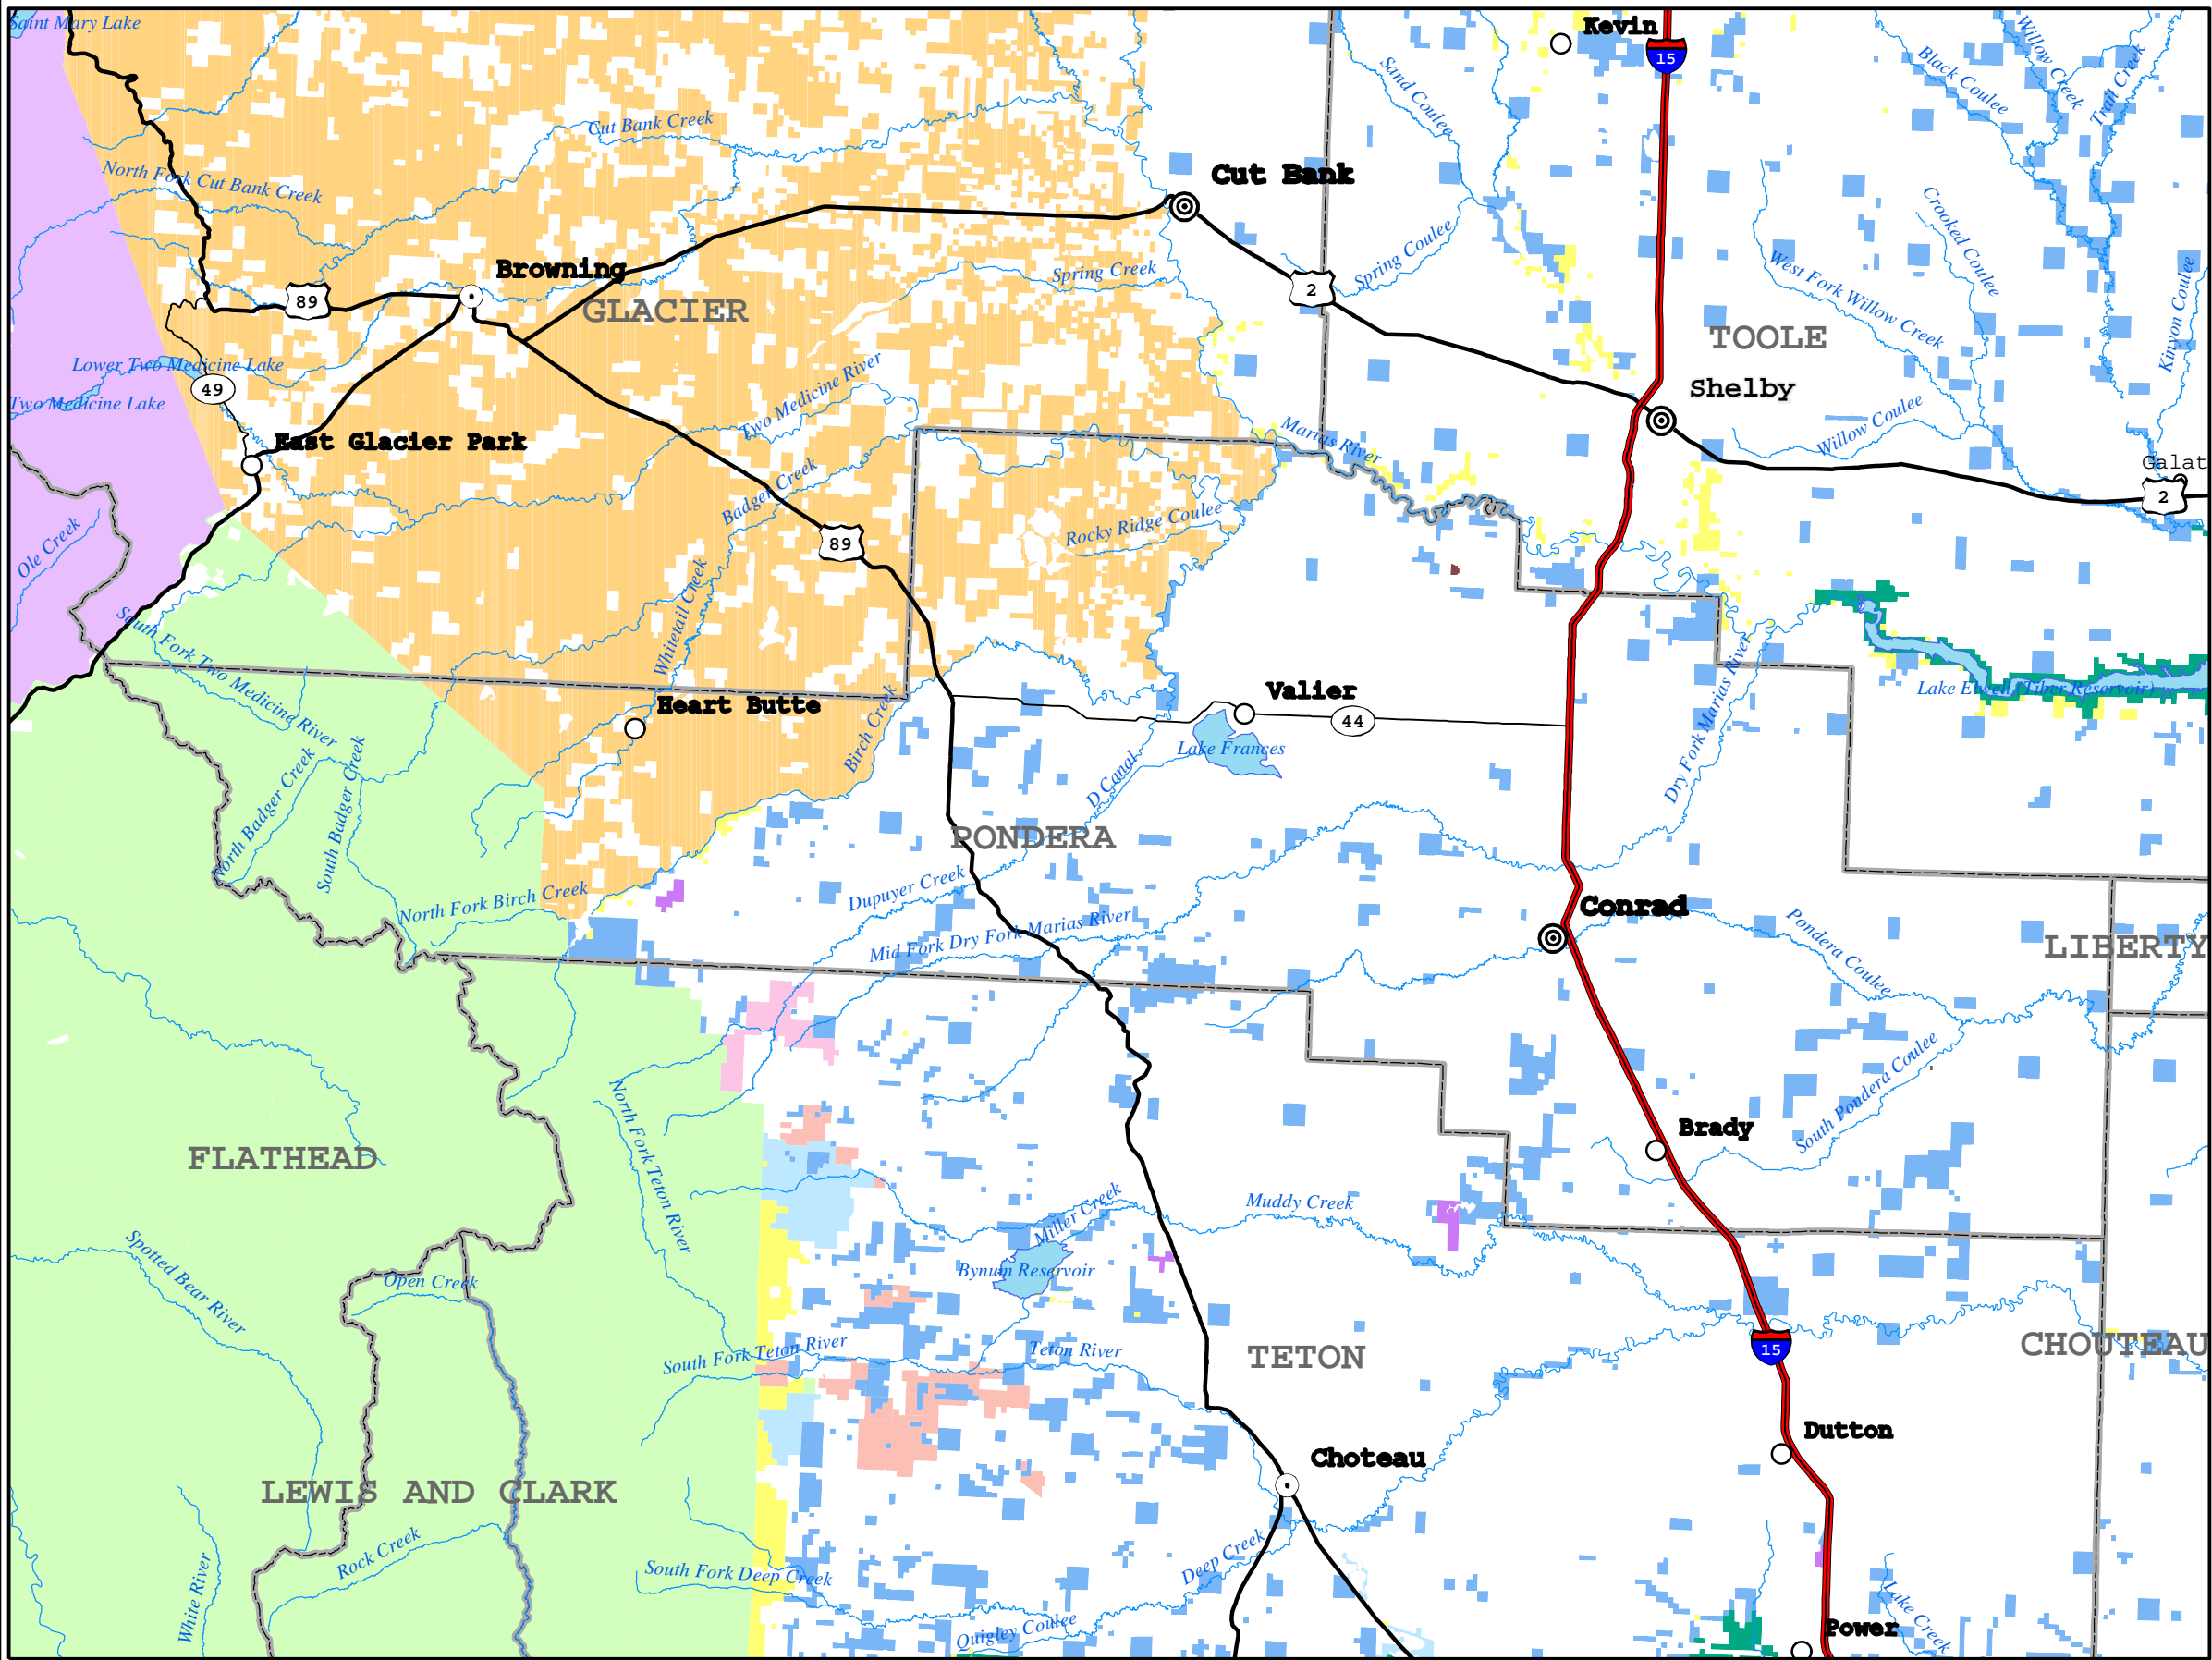 Saint Mary Lake
Kevin
15
Willow Creek
Black Coulee
Trail Creek
Sand Coulee
Cut Bank Creek
North Fork Cut Bank Creek
Cut Bank
Crooked Coulee
Spring Coulee
Browning
Spring Creek
West Fork Willow Creek
Kinyon Coulee
89
2
GLACIER
TOOLE
Lower Two Medicine Lake
49
Shelby
Two Medicine Lake
Two Medicine River
East Glacier Park
Marias River
Willow Coulee
Galat
2
Badger Creek
Rocky Ridge Coulee
89
Ole Creek
Whitetail Creek
South Fork Two Medicine River
Heart Butte
Valier
Lake Elwell (Tiber Reservoir)
44
Birch Creek
Lake Frances
Dry Fork Marias River
D Canal
North Badger Creek
South Badger Creek
PONDERA
Dupuyer Creek
North Fork Birch Creek
Conrad
Mid Fork Dry Fork Marias River
Pondera Coulee
LIBERTY
South Pondera Coulee
Brady
North Fork Teton River
FLATHEAD
Muddy Creek
Miller Creek
Spotted Bear River
Open Creek
Bynum Reservoir
South Fork Teton River
Teton River
TETON
15
CHOUTEAU
Dutton
Choteau
LEWIS AND CLARK
Rock Creek
White River
South Fork Deep Creek
Deep Creek
Quigley Coulee
Lake Creek
Power